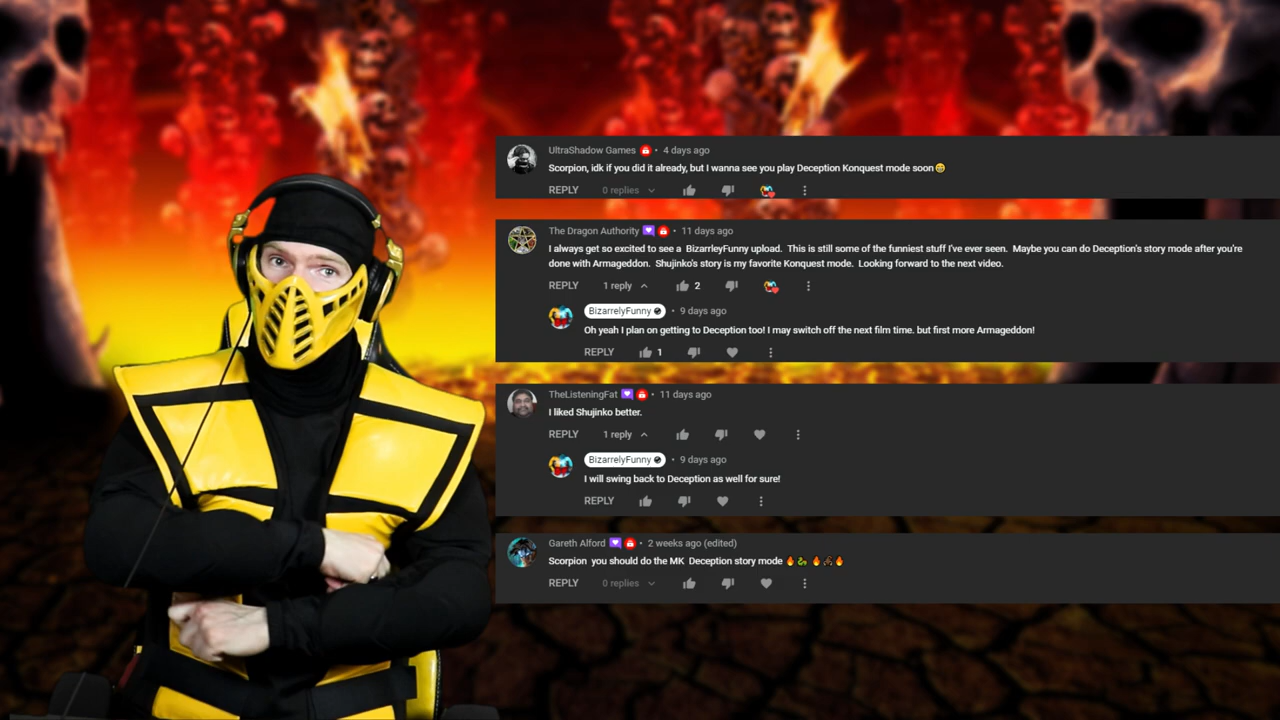 UltraShadow Games • 4 days ago
Scorpion, idk if you did it already, but I wanna see you play Deception Konquest mode soon😄
REPLY 0 replies
The Dragon Authority • 11 days ago
I always get so excited to see a BizarrleyFunny upload. This is still some of the funniest stuff I've ever seen. Maybe you can do Deception's story mode after you're
done with Armageddon. Shujinko's story is my favorite Konquest mode. Looking forward to the next video.
REPLY 1 reply 2
BizarrelyFunny • 9 days ago
Oh yeah I plan on getting to Deception too! I may switch off the next film time. but first more Armageddon!
REPLY 1
TheListeningFat • 11 days ago
I liked Shujinko better.
REPLY 1 reply
BizarrelyFunny • 9 days ago
I will swing back to Deception as well for sure!
REPLY
Gareth Alford • 2 weeks ago (edited)
Scorpion you should do the MK Deception story mode 🔥🐉 🔥🦂🔥
REPLY 0 replies